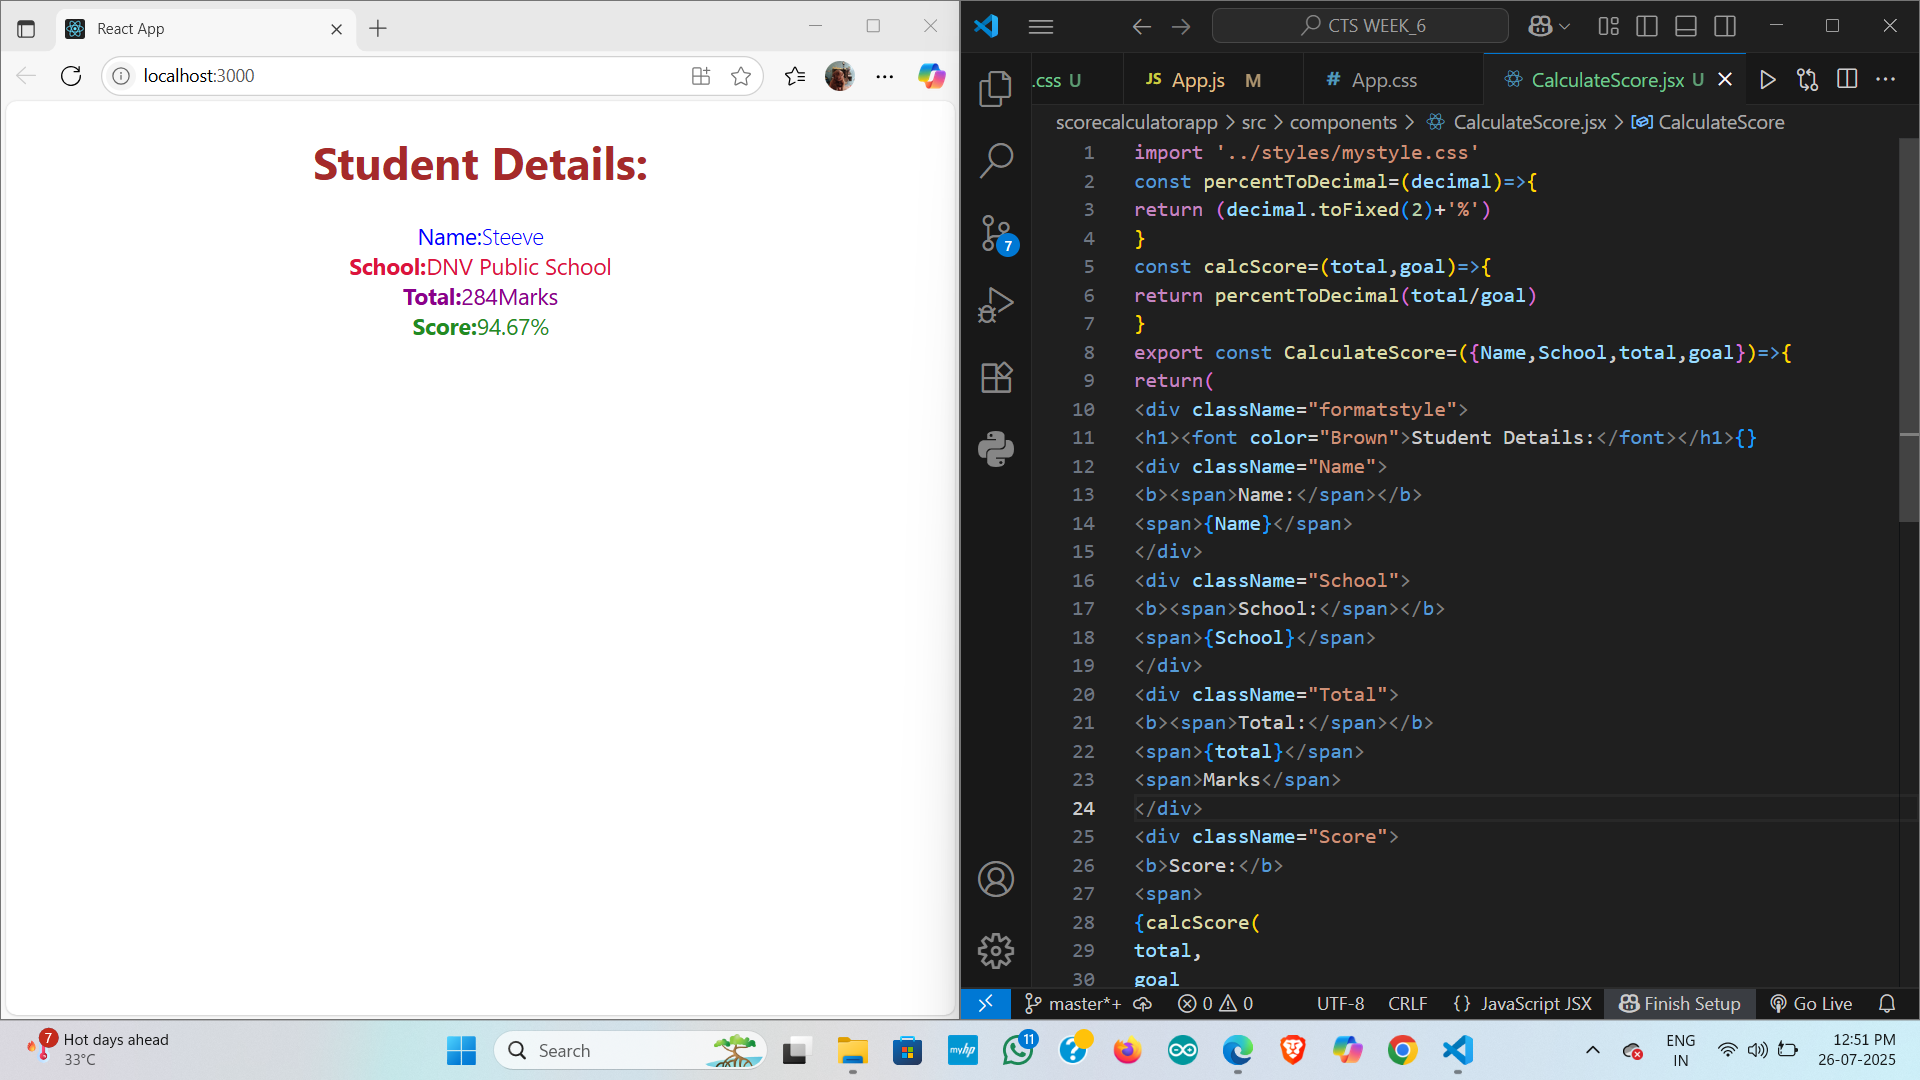 React App
localhost:3000
Student Details:
Name:Steeve
School:DNV Public School
Total:284Marks
Score:94.67%
CTS WEEK_6
.css U
JS App.js M
# App.css
CalculateScore.jsx U
scorecalculatorapp > src > components > CalculateScore.jsx > CalculateScore
7
1 import '../styles/mystyle.css'
2 const percentToDecimal=(decimal)=>{
3 return (decimal.toFixed(2)+'%')
4 }
5 const calcScore=(total,goal)=>{
6 return percentToDecimal(total/goal)
7 }
8 export const CalculateScore=({Name,School,total,goal})=>{
9 return(
10 <div className="formatstyle">
11 <h1><font color="Brown">Student Details:</font></h1>{}
12 <div className="Name">
13 <b><span>Name:</span></b>
14 <span>{Name}</span>
15 </div>
16 <div className="School">
17 <b><span>School:</span></b>
18 <span>{School}</span>
19 </div>
20 <div className="Total">
21 <b><span>Total:</span></b>
22 <span>{total}</span>
23 <span>Marks</span>
24 </div>
25 <div className="Score">
26 <b>Score:</b>
27 <span>
28 {calcScore(
29 total,
30 goal
master*+ 0 0 UTF-8 CRLF {} JavaScript JSX Finish Setup Go Live
7
Hot days ahead
33°C
Search
myhp
11
ENG
IN
12:51 PM
26-07-2025